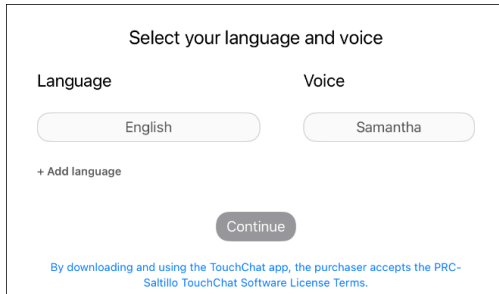 Select your language and voice
Language Voice
English Samantha
+ Add language
Continue
By downloading and using the TouchChat app, the purchaser accepts the PRC-
Saltillo TouchChat Software License Terms.